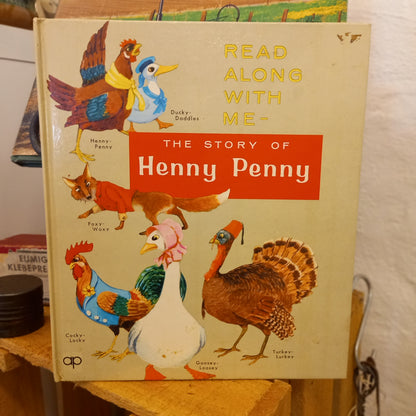 READ
ALONG
WITH
ME-
THE STORY OF
Henny Penny
Henny-
Penny
Ducky-
Daddles
Foxy-
Woxy
Cocky-
Locky
Goosey-
Loosey
Turkey-
Lurkey
ap
EUMIG
KLEBEPRE